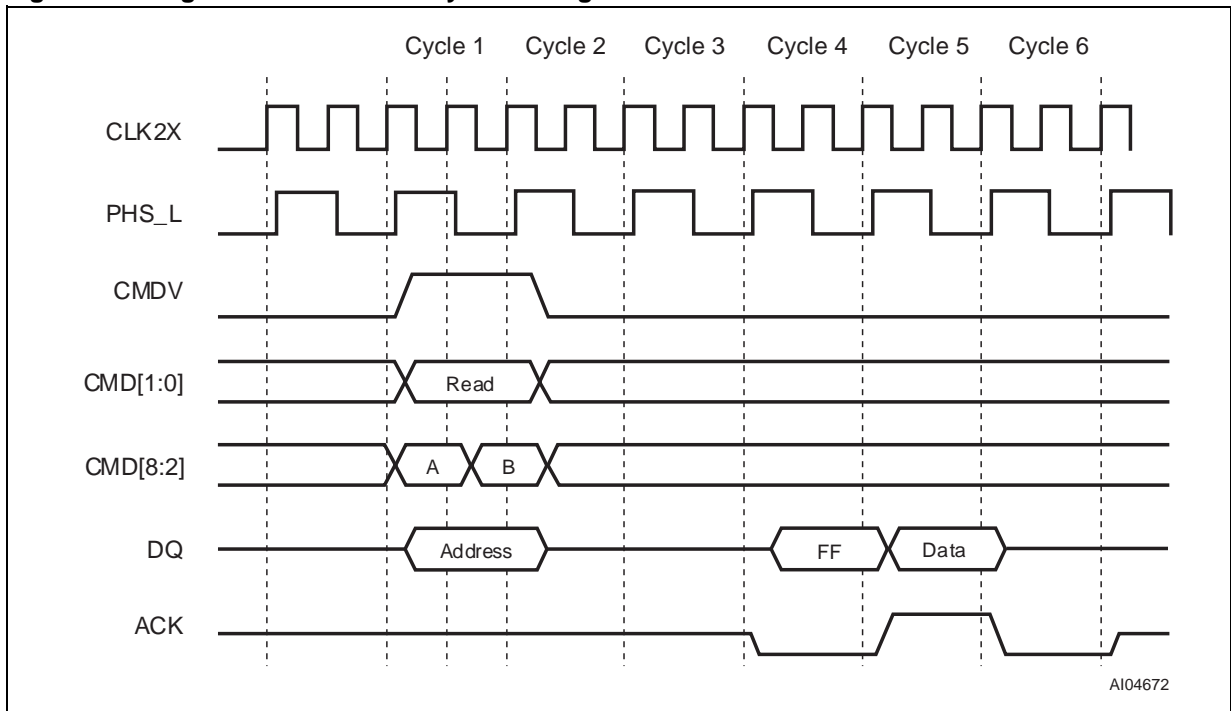 Cycle 1 Cycle 2 Cycle 3 Cycle 4 Cycle 5 Cycle 6
CLK2X
PHS_L
CMDV
CMD[1:0] Read
CMD[8:2] A B
DQ Address FF Data
ACK
AI04672